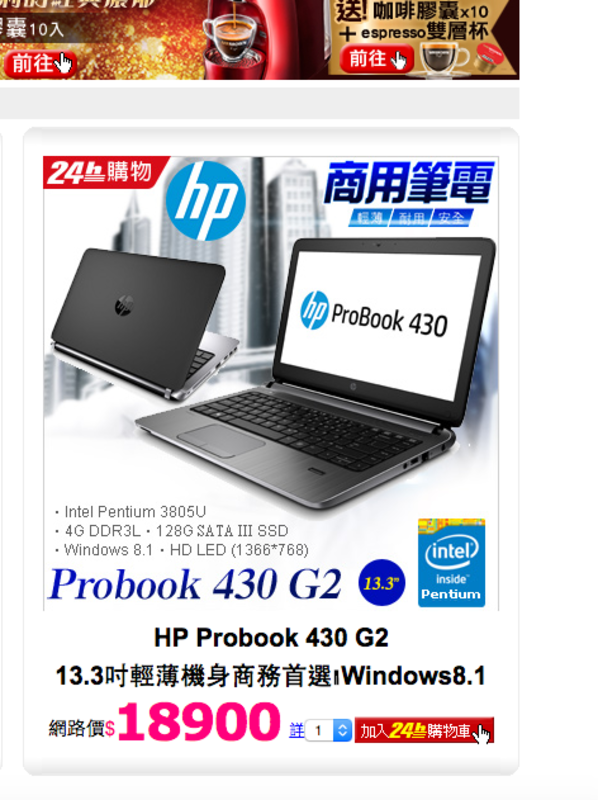 送! 咖啡膠囊x10
膠囊10入
+ espresso雙層杯
前往
前往
24h購物
hp
商用筆電
輕薄 耐用 安全
hp ProBook 430
・Intel Pentium 3805U
・4G DDR3L・128G SATA III SSD
・Windows 8.1・HD LED (1366*768)
Probook 430 G2
13.3"
intel
inside
Pentium
HP Probook 430 G2
13.3吋輕薄機身商務首選Windows8.1
網路價$18900 詳 1 加入24h購物車